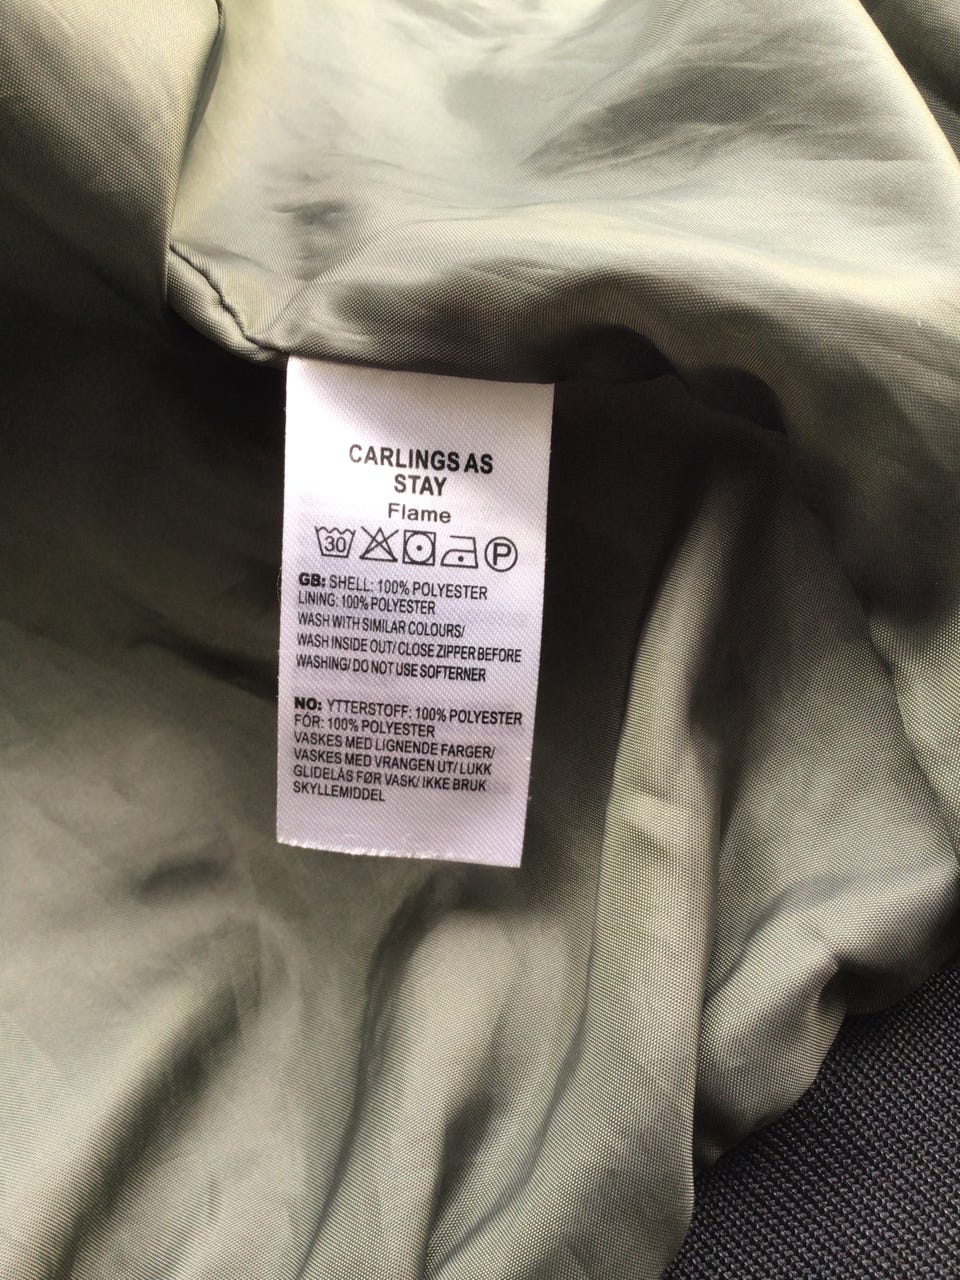 CARLINGS AS
STAY
Flame
30 P
GB: SHELL: 100% POLYESTER
LINING: 100% POLYESTER
WASH WITH SIMILAR COLOURS/
WASH INSIDE OUT/ CLOSE ZIPPER BEFORE
WASHING/ DO NOT USE SOFTERNER
NO: YTTERSTOFF: 100% POLYESTER
FÓR: 100% POLYESTER
VASKES MED LIGNENDE FARGER/
VASKES MED VRANGEN UT/ LUKK
GLIDELÅS FØR VASK/ IKKE BRUK
SKYLLEMIDDEL